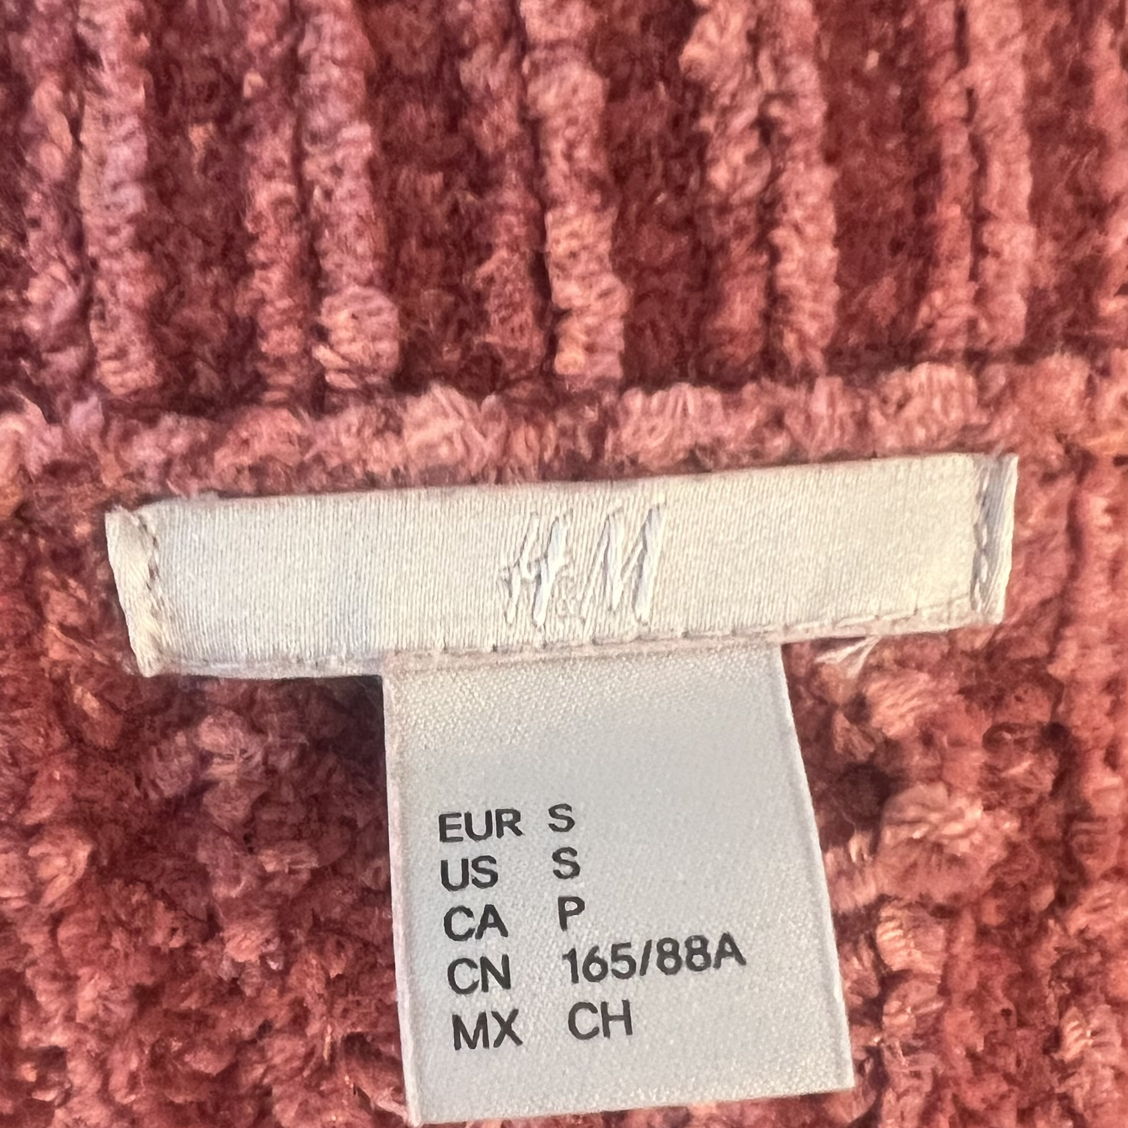 H&M
EUR S
US S
CA P
CN 165/88A
MX CH